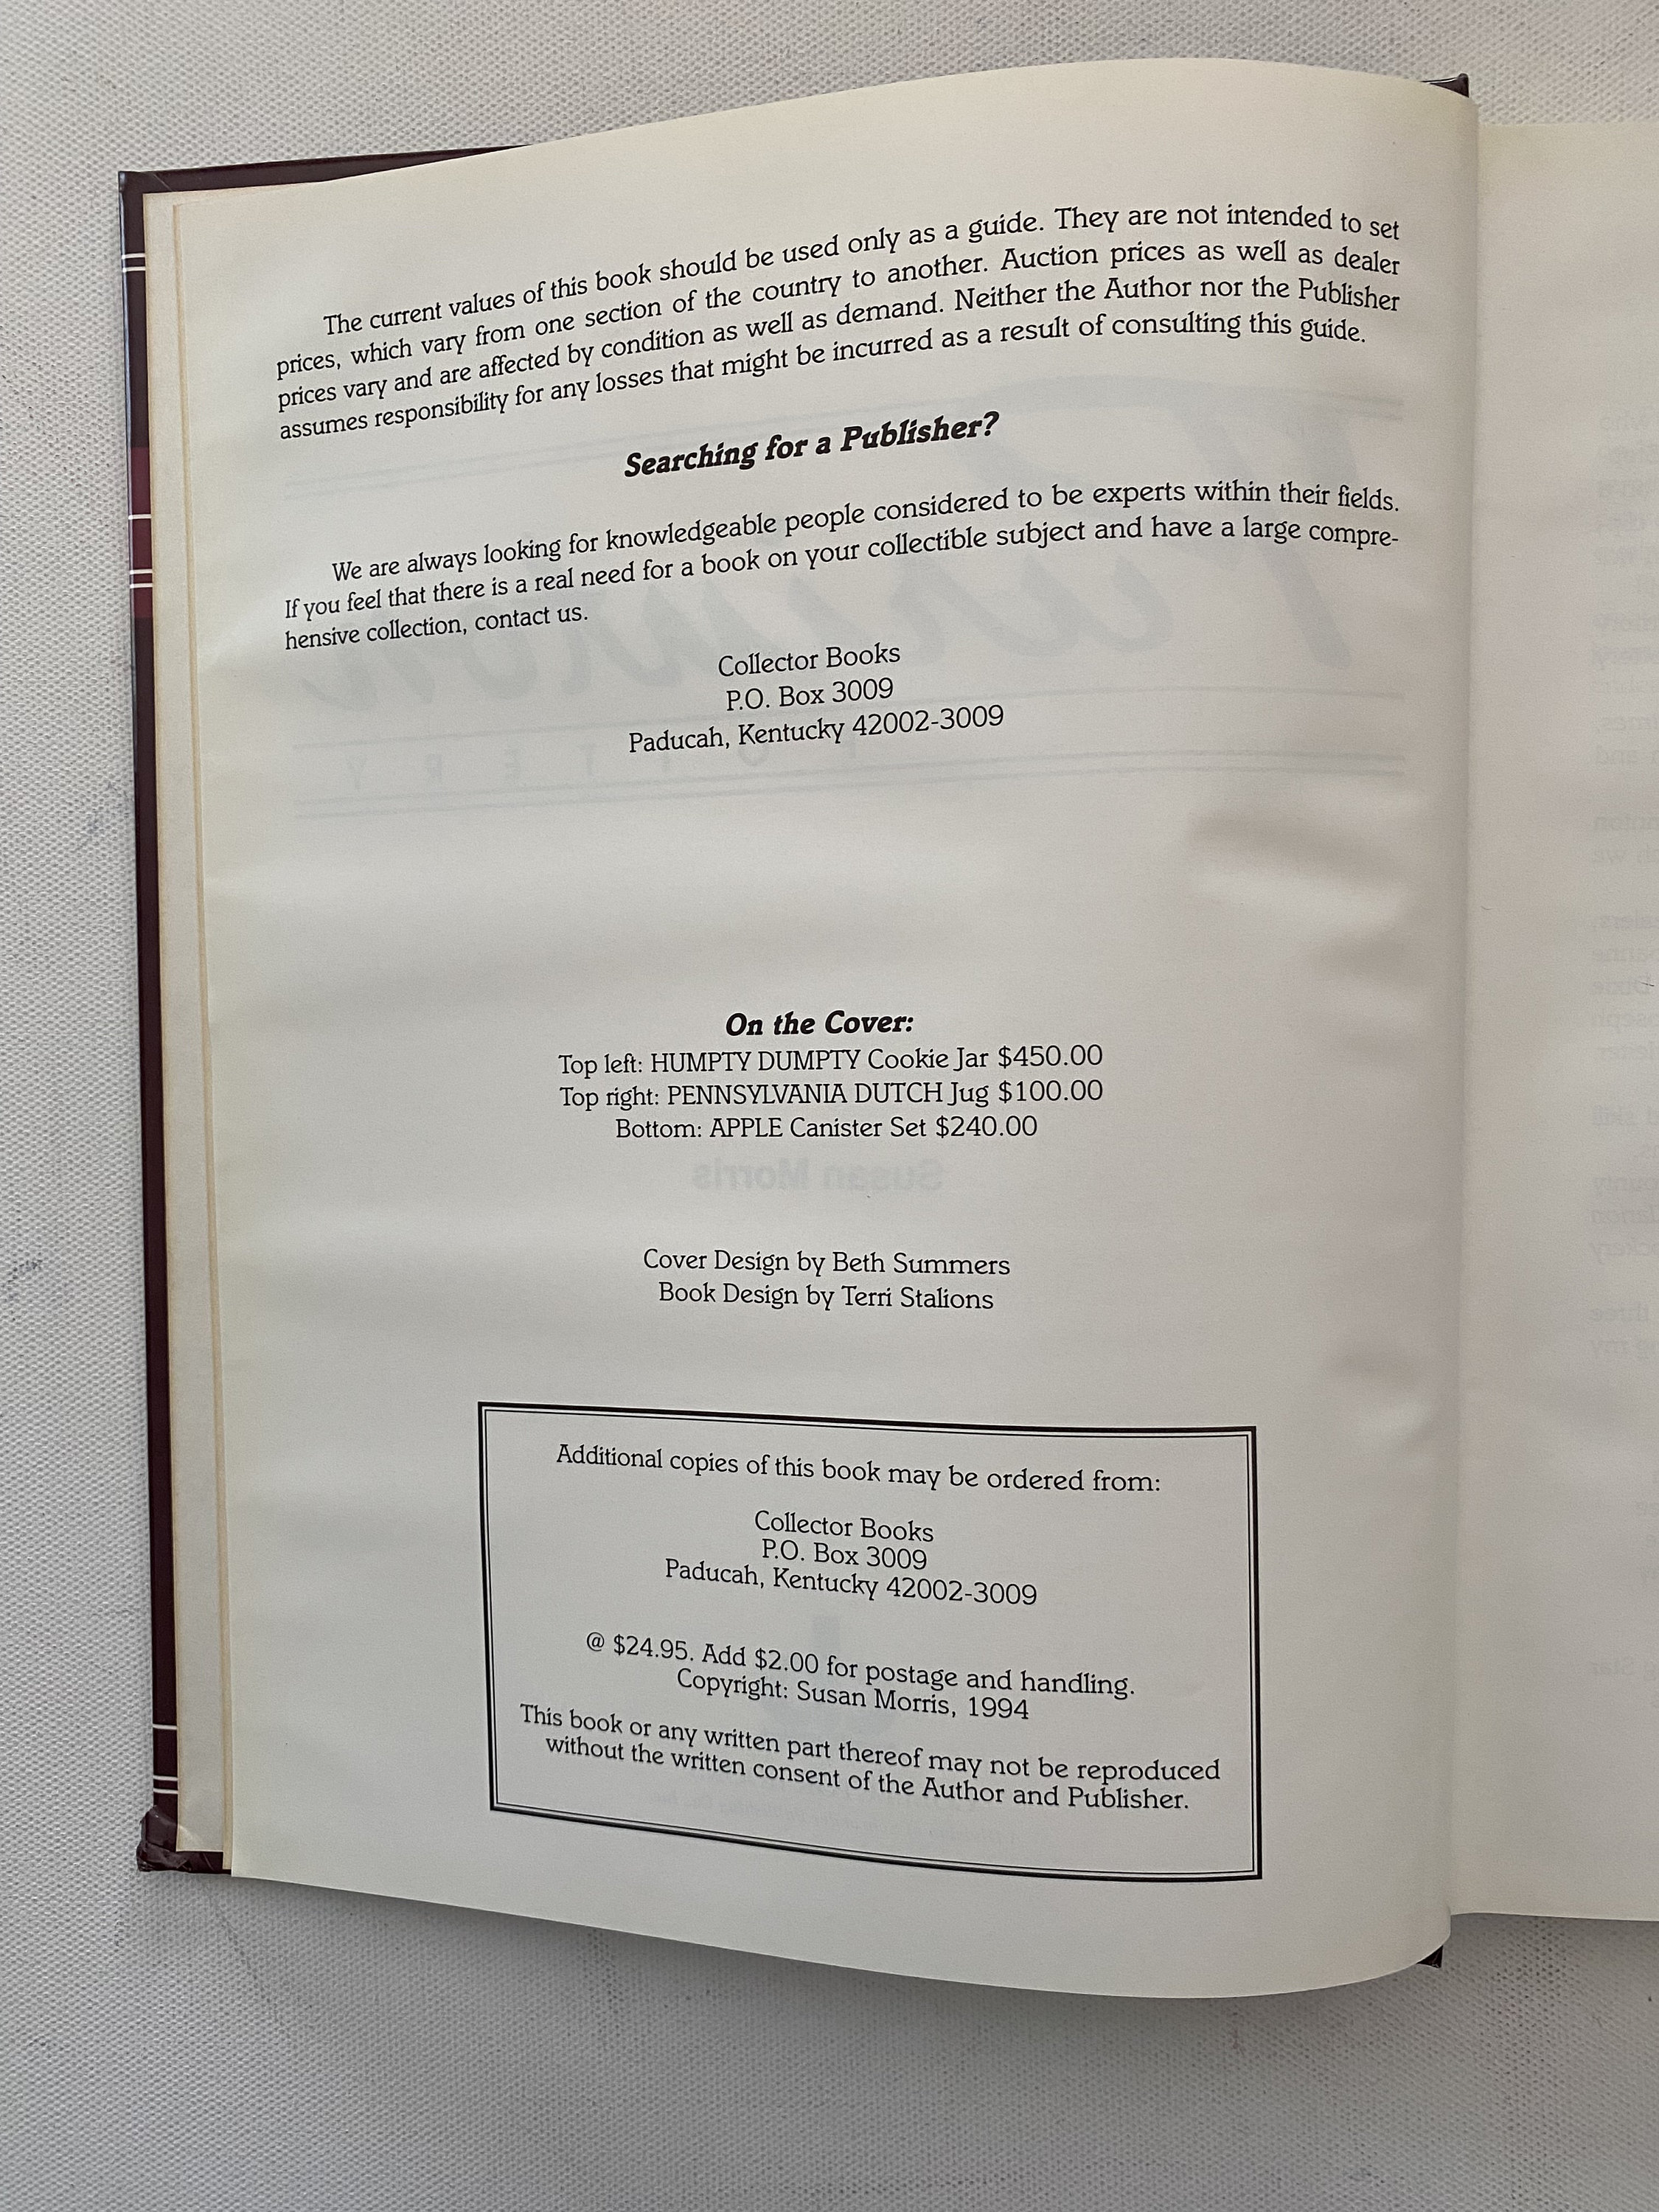 The current values of this book should be used only as a guide. They are not intended to set
prices, which vary from one section of the country to another. Auction prices as well as dealer
prices vary and are affected by condition as well as demand. Neither the Author nor the Publisher
assumes responsibility for any losses that might be incurred as a result of consulting this guide.
Searching for a Publisher?
We are always looking for knowledgeable people considered to be experts within their fields.
If you feel that there is a real need for a book on your collectible subject and have a large compre-
hensive collection, contact us.
Collector Books
P.O. Box 3009
Paducah, Kentucky 42002-3009
On the Cover:
Top left: HUMPTY DUMPTY Cookie Jar $450.00
Top right: PENNSYLVANIA DUTCH Jug $100.00
Bottom: APPLE Canister Set $240.00
Susan Morris
Cover Design by Beth Summers
Book Design by Terri Stalions
Additional copies of this book may be ordered from:
Collector Books
P.O. Box 3009
Paducah, Kentucky 42002-3009
@ $24.95. Add $2.00 for postage and handling.
Copyright: Susan Morris, 1994
This book or any written part thereof may not be reproduced
without the written consent of the Author and Publisher.